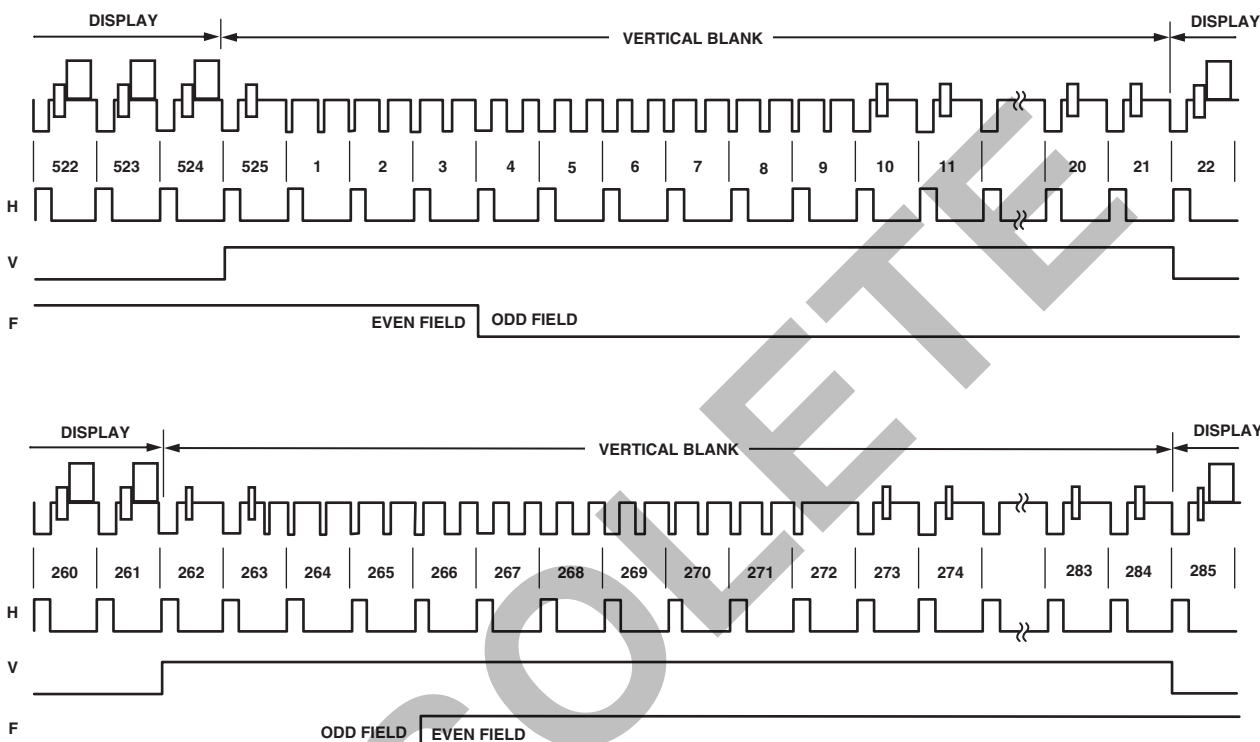 DISPLAY VERTICAL BLANK DISPLAY
522 523 524 525 1 2 3 4 5 6 7 8 9 10 11 20 21 22
H
V
F EVEN FIELD ODD FIELD
DISPLAY VERTICAL BLANK DISPLAY
260 261 262 263 264 265 266 267 268 269 270 271 272 273 274 283 284 285
H
V
F ODD FIELD EVEN FIELD
OBSOLETE